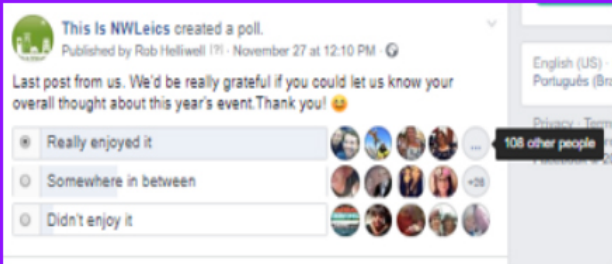 This Is NWLeics created a poll.
Published by Rob Helliwell [?] · November 27 at 12:10 PM ·
Last post from us. We'd be really grateful if you could let us know your
overall thought about this year's event.Thank you!
Really enjoyed it
...
108 other people
Somewhere in between
+26
Didn't enjoy it
English (US) ·
Português (Bra
Privacy · Term